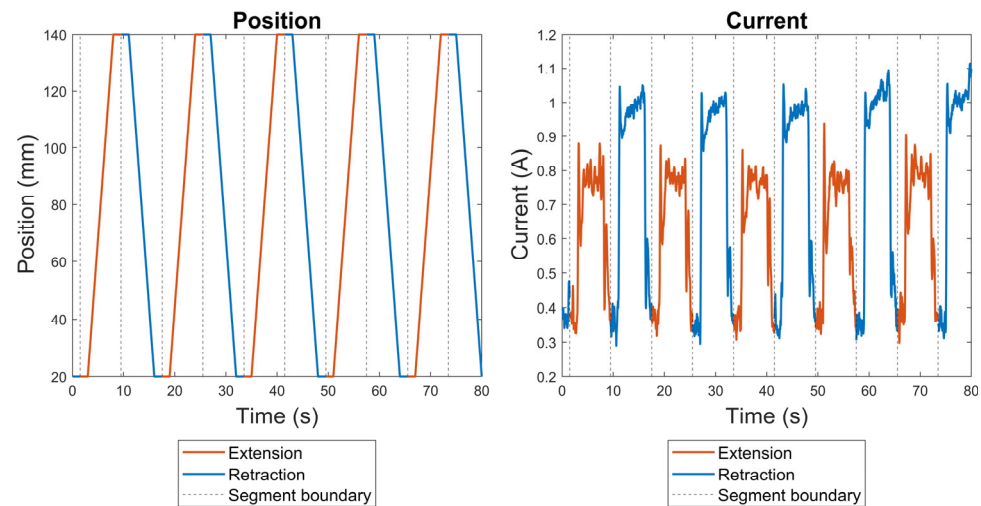 Position
Position (mm)
140
120
100
80
60
40
20
0 10 20 30 40 50 60 70 80
Time (s)
Extension
Retraction
Segment boundary
Current
Current (A)
1.2
1.1
1
0.9
0.8
0.7
0.6
0.5
0.4
0.3
0.2
0 10 20 30 40 50 60 70 80
Time (s)
Extension
Retraction
Segment boundary